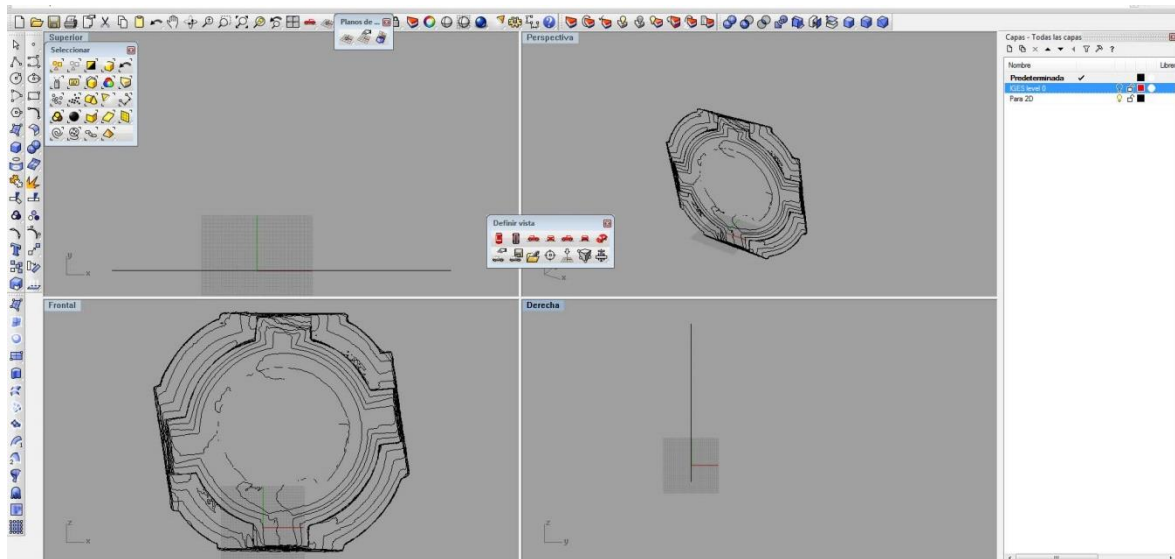 Planos de ...
Superior
Perspectiva
Seleccionar
Definir vista
Frontal
Derecha
Capas - Todas las capas
Nombre
Predeterminada
IGES level 0
Para 2D
y
x
z
x
z
y